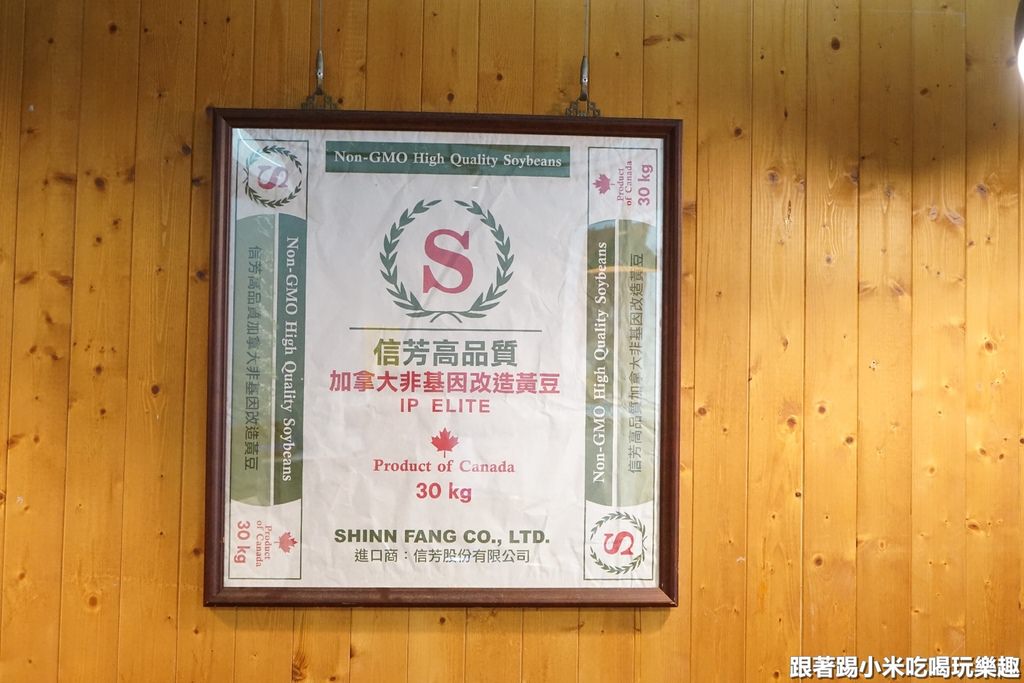 Non-GMO High Quality Soybeans
S
信芳高品質
加拿大非基因改造黃豆
IP ELITE
Product of Canada
30 kg
SHINN FANG CO., LTD.
進口商：信芳股份有限公司
S
Non-GMO High Quality Soybeans
信芳高品質加拿大非基因改造黃豆
Product
of Canada
30 kg
Product
of Canada
30 kg
Non-GMO High Quality Soybeans
信芳高品質加拿大非基因改造黃豆
S
跟著踢小米吃喝玩樂趣